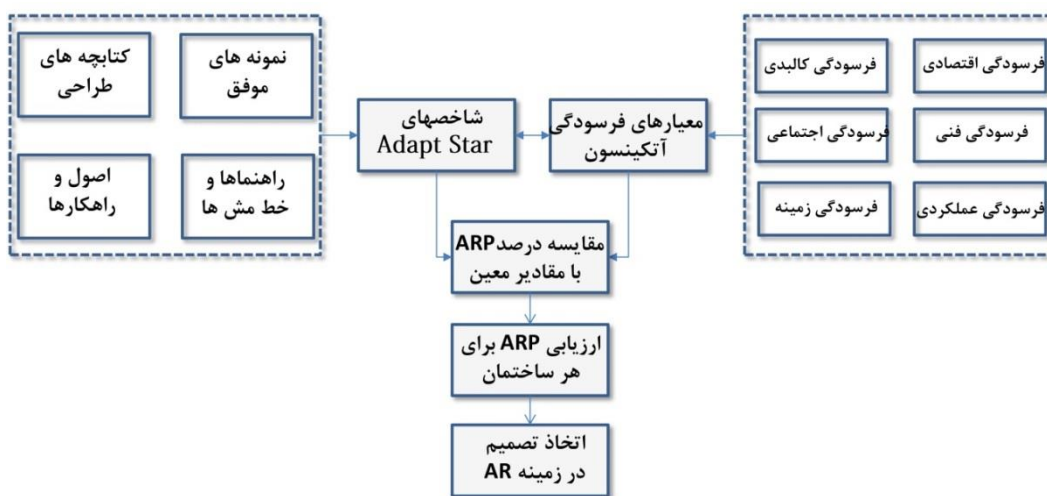 نمونه های
موفق
کتابچه های
طراحی
راهنماها و
خط مش ها
اصول و
راهکارها
فرسودگی اقتصادی
فرسودگی کالبدی
فرسودگی فنی
فرسودگی اجتماعی
فرسودگی عملکردی
فرسودگی زمینه
معیارهای فرسودگی
آتکینسون
شاخصهای
Adapt Star
مقایسه درصد ARP
با مقادیر معین
ارزیابی ARP برای
هر ساختمان
اتخاذ تصمیم
در زمینه AR